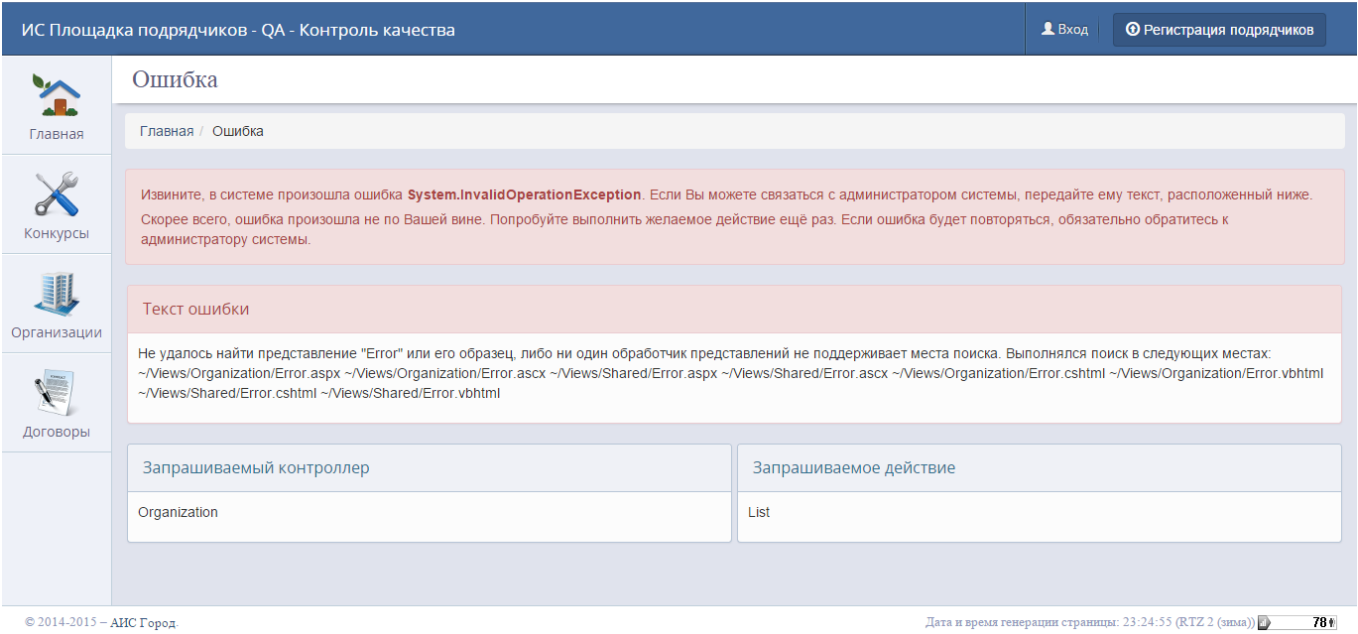 ИС Площадка подрядчиков - QA - Контроль качества
Вход
Регистрация подрядчиков
Главная
Конкурсы
Организации
Договоры
Ошибка
Главная / Ошибка
Извините, в системе произошла ошибка System.InvalidOperationException. Если Вы можете связаться с администратором системы, передайте ему текст, расположенный ниже.
Скорее всего, ошибка произошла не по Вашей вине. Попробуйте выполнить желаемое действие ещё раз. Если ошибка будет повторяться, обязательно обратитесь к
администратору системы.
Текст ошибки
Не удалось найти представление "Error" или его образец, либо ни один обработчик представлений не поддерживает места поиска. Выполнялся поиск в следующих местах:
~/Views/Organization/Error.aspx ~/Views/Organization/Error.ascx ~/Views/Shared/Error.aspx ~/Views/Shared/Error.ascx ~/Views/Organization/Error.cshtml ~/Views/Organization/Error.vbhtml
~/Views/Shared/Error.cshtml ~/Views/Shared/Error.vbhtml
Запрашиваемый контроллер
Organization
Запрашиваемое действие
List
© 2014-2015 – АИС Город.
Дата и время генерации страницы: 23:24:55 (RTZ 2 (зима))
78